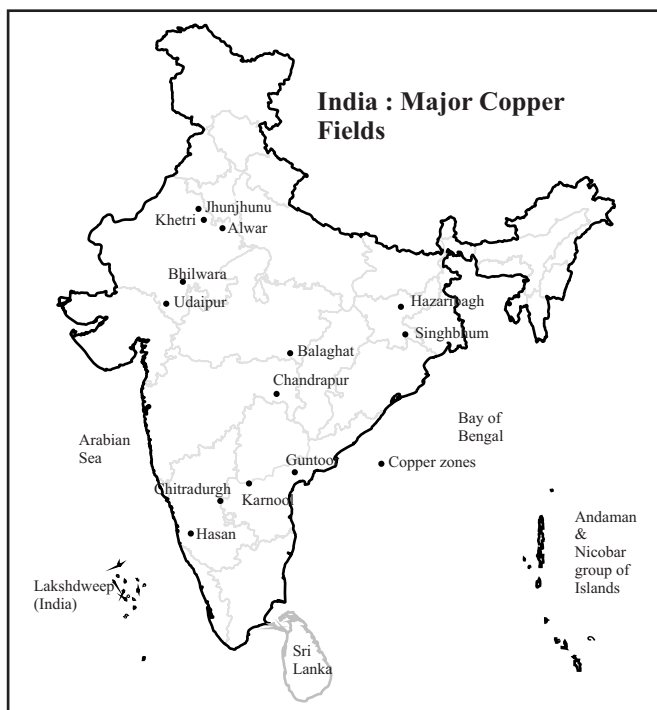 India : Major Copper
Fields
Jhunjhunu
Khetri
Alwar
Bhilwara
Udaipur
Hazaribagh
Singhbhum
Balaghat
Chandrapur
Bay of
Bengal
Arabian
Sea
Guntoor
Copper zones
Chitradurgh
Karnool
Hasan
Andaman
&
Nicobar
group of
Islands
Lakshdweep
(India)
Sri
Lanka